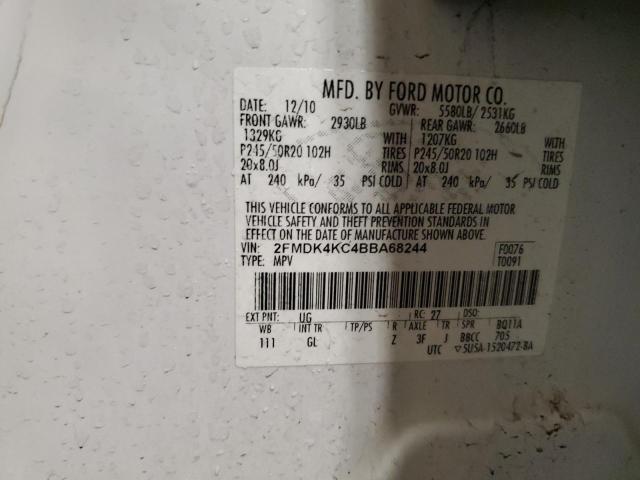 MFD. BY FORD MOTOR CO.
DATE: 12/10 GVWR: 5580LB/ 2531KG
FRONT GAWR: 2930LB REAR GAWR: 2660LB
1329KG WITH 1207KG WITH
P245/50R20 102H TIRES P245/50R20 102H TIRES
20x8.0J RIMS 20x8.0J RIMS
AT 240 kPa/ 35 PSI COLD AT 240 kPa/ 35 PSI COLD
THIS VEHICLE CONFORMS TO ALL APPLICABLE FEDERAL MOTOR
VEHICLE SAFETY AND THEFT PREVENTION STANDARDS IN
EFFECT ON THE DATE OF MANUFACTURE SHOWN ABOVE.
VIN: 2FMDK4KC4BBA68244 F0076
TYPE: MPV T0091
EXT PNT: UG RC: 27 DSO:
WB INT TR TP/PS R AXLE TR SPR BQ11A
111 GL Z 3F J BBCC 705
UTC ▽5USA-1520472-BA